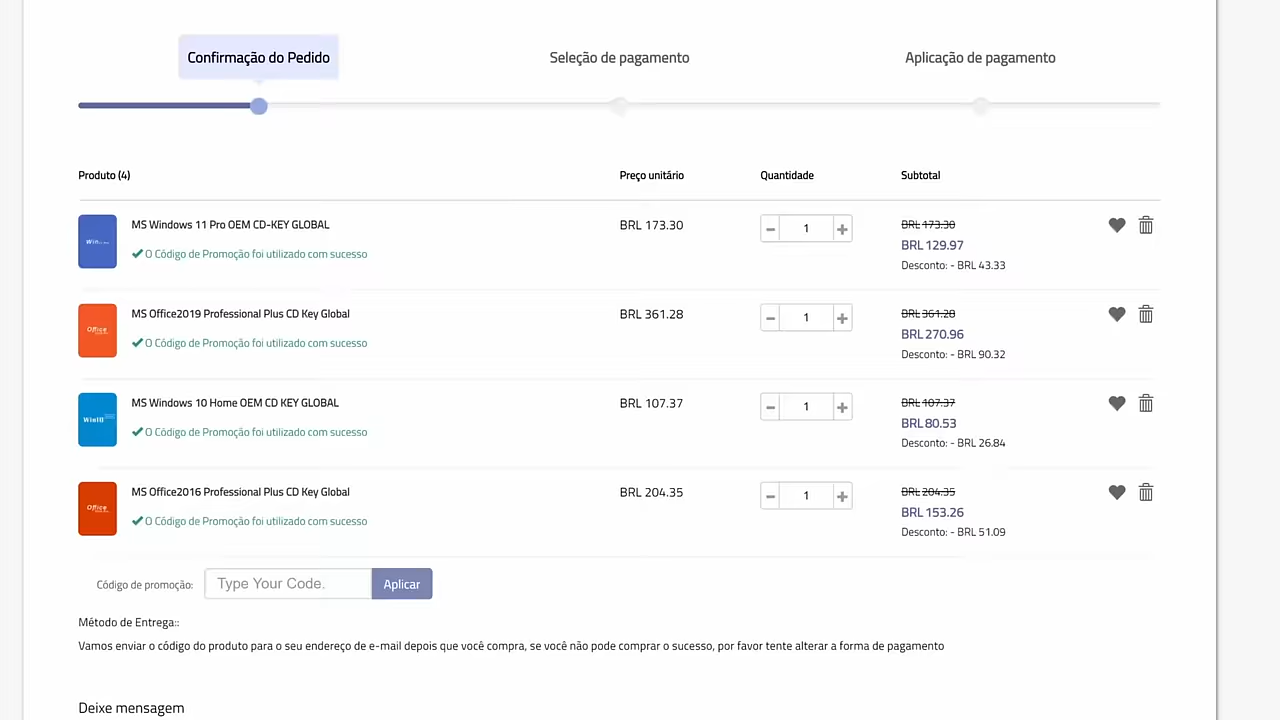 Confirmação do Pedido
Seleção de pagamento
Aplicação de pagamento
Produto (4)
Preço unitário
Quantidade
Subtotal
MS Windows 11 Pro OEM CD-KEY GLOBAL
BRL 173.30
1
BRL 173.30
O Código de Promoção foi utilizado com sucesso
BRL 129.97
Desconto: - BRL 43.33
MS Office2019 Professional Plus CD Key Global
BRL 361.28
1
BRL 361.28
Office
O Código de Promoção foi utilizado com sucesso
BRL 270.96
Desconto: - BRL 90.32
MS Windows 10 Home OEM CD KEY GLOBAL
BRL 107.37
1
BRL 107.37
Win10
O Código de Promoção foi utilizado com sucesso
BRL 80.53
Desconto: - BRL 26.84
MS Office2016 Professional Plus CD Key Global
BRL 204.35
1
BRL 204.35
Office
O Código de Promoção foi utilizado com sucesso
BRL 153.26
Desconto: - BRL 51.09
Código de promoção:
Type Your Code.
Aplicar
Método de Entrega::
Vamos enviar o código do produto para o seu endereço de e-mail depois que você compra, se você não pode comprar o sucesso, por favor tente alterar a forma de pagamento
Deixe mensagem